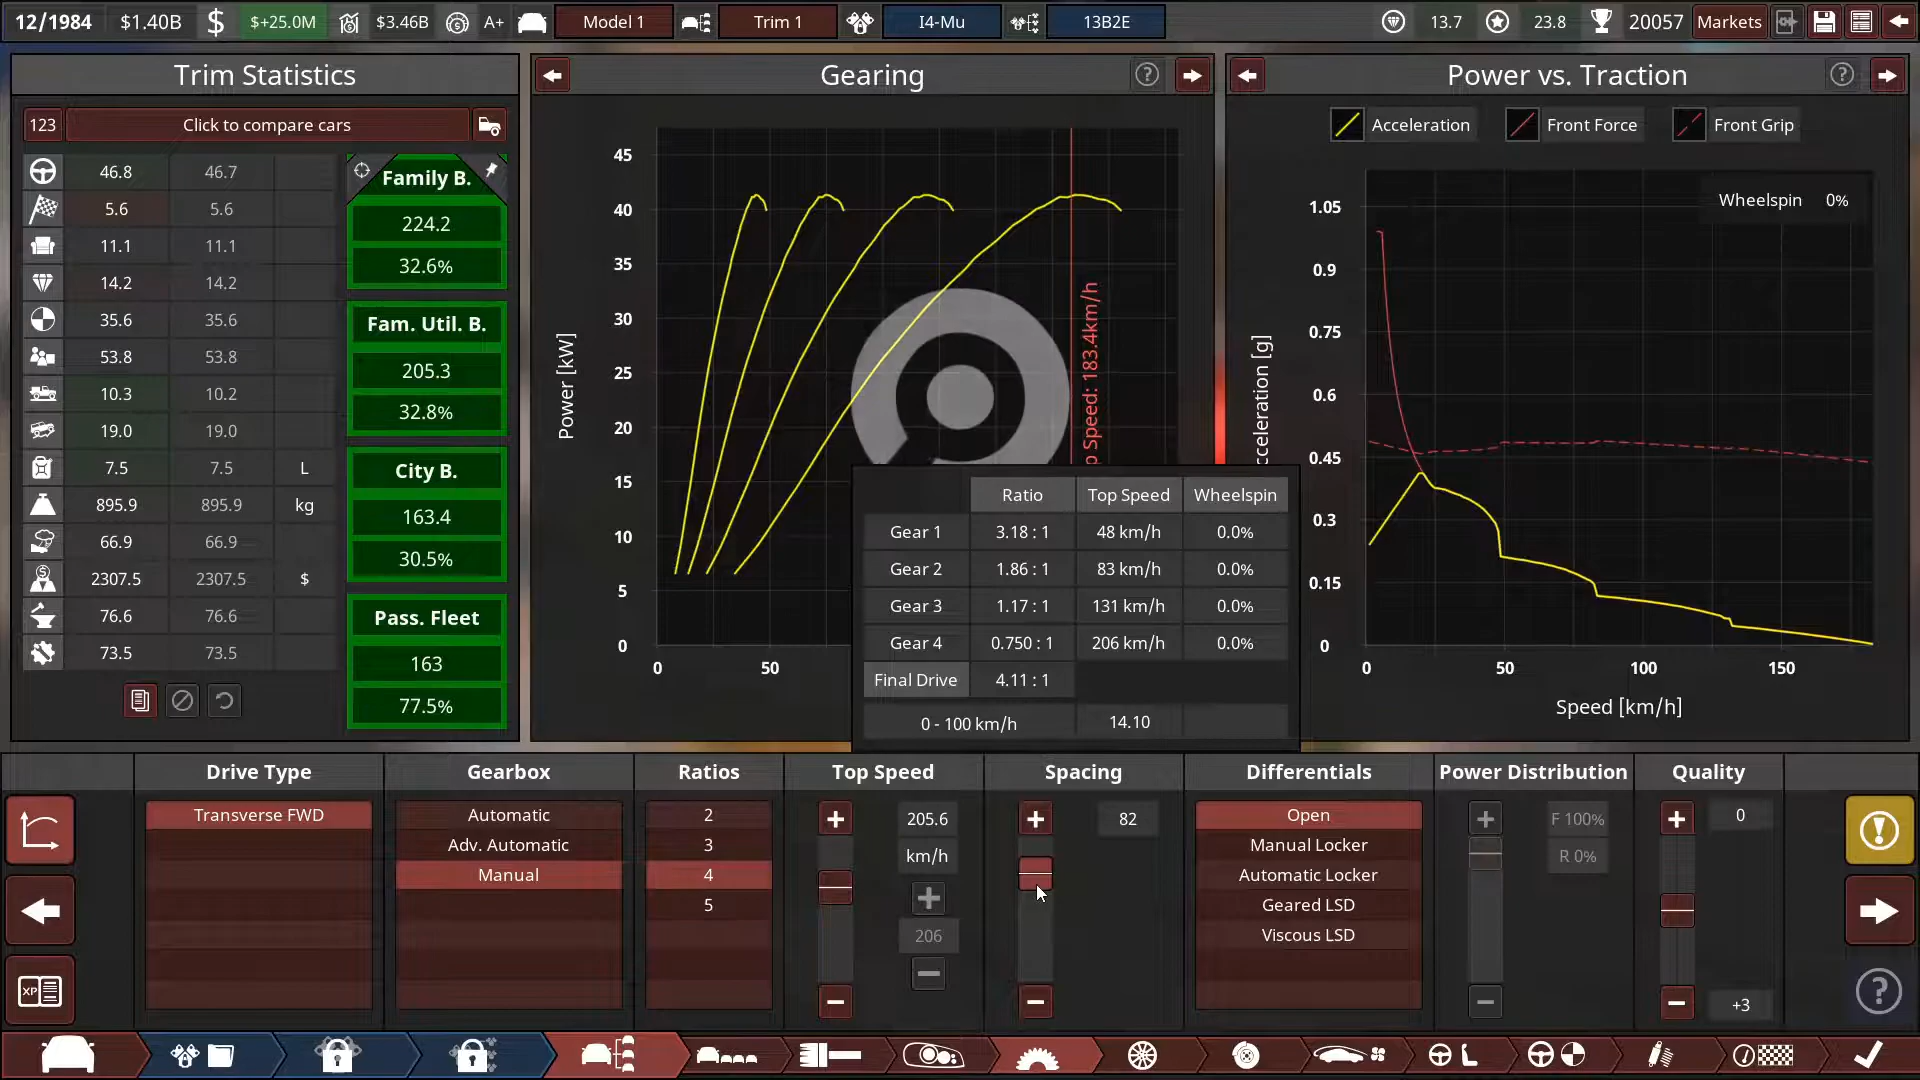 12/1984 $1.40B $+25.0M $3.46B A+ Model 1 Trim 1 I4-Mu 13B2E 13.7 23.8 20057 Markets
Trim Statistics
123 Click to compare cars
46.8 46.7
5.6 5.6
11.1 11.1
14.2 14.2
35.6 35.6
53.8 53.8
10.3 10.2
19.0 19.0
7.5 7.5 L
895.9 895.9 kg
66.9 66.9
2307.5 2307.5 $
76.6 76.6
73.5 73.5
Family B.
224.2
32.6%
Fam. Util. B.
205.3
32.8%
City B.
163.4
30.5%
Pass. Fleet
163
77.5%
Gearing ?
45
40
35
30
25
20
15
10
5
0
Power [kW]
0 50
p Speed: 183.4km/h
Ratio Top Speed Wheelspin
Gear 1 3.18 : 1 48 km/h 0.0%
Gear 2 1.86 : 1 83 km/h 0.0%
Gear 3 1.17 : 1 131 km/h 0.0%
Gear 4 0.750 : 1 206 km/h 0.0%
Final Drive 4.11 : 1
0 - 100 km/h 14.10
Power vs. Traction ?
Acceleration Front Force Front Grip
Wheelspin 0%
1.05
0.9
0.75
0.6
0.45
0.3
0.15
0
cceleration [g]
0 50 100 150
Speed [km/h]
Drive Type
Transverse FWD
Gearbox
Automatic
Adv. Automatic
Manual
Ratios
2
3
4
5
Top Speed
+ 205.6
km/h
+
206
−
−
Spacing
+ 82
−
Differentials
Open
Manual Locker
Automatic Locker
Geared LSD
Viscous LSD
Power Distribution
+ F 100%
R 0%
−
Quality
+ 0
− +3
XP
!
?